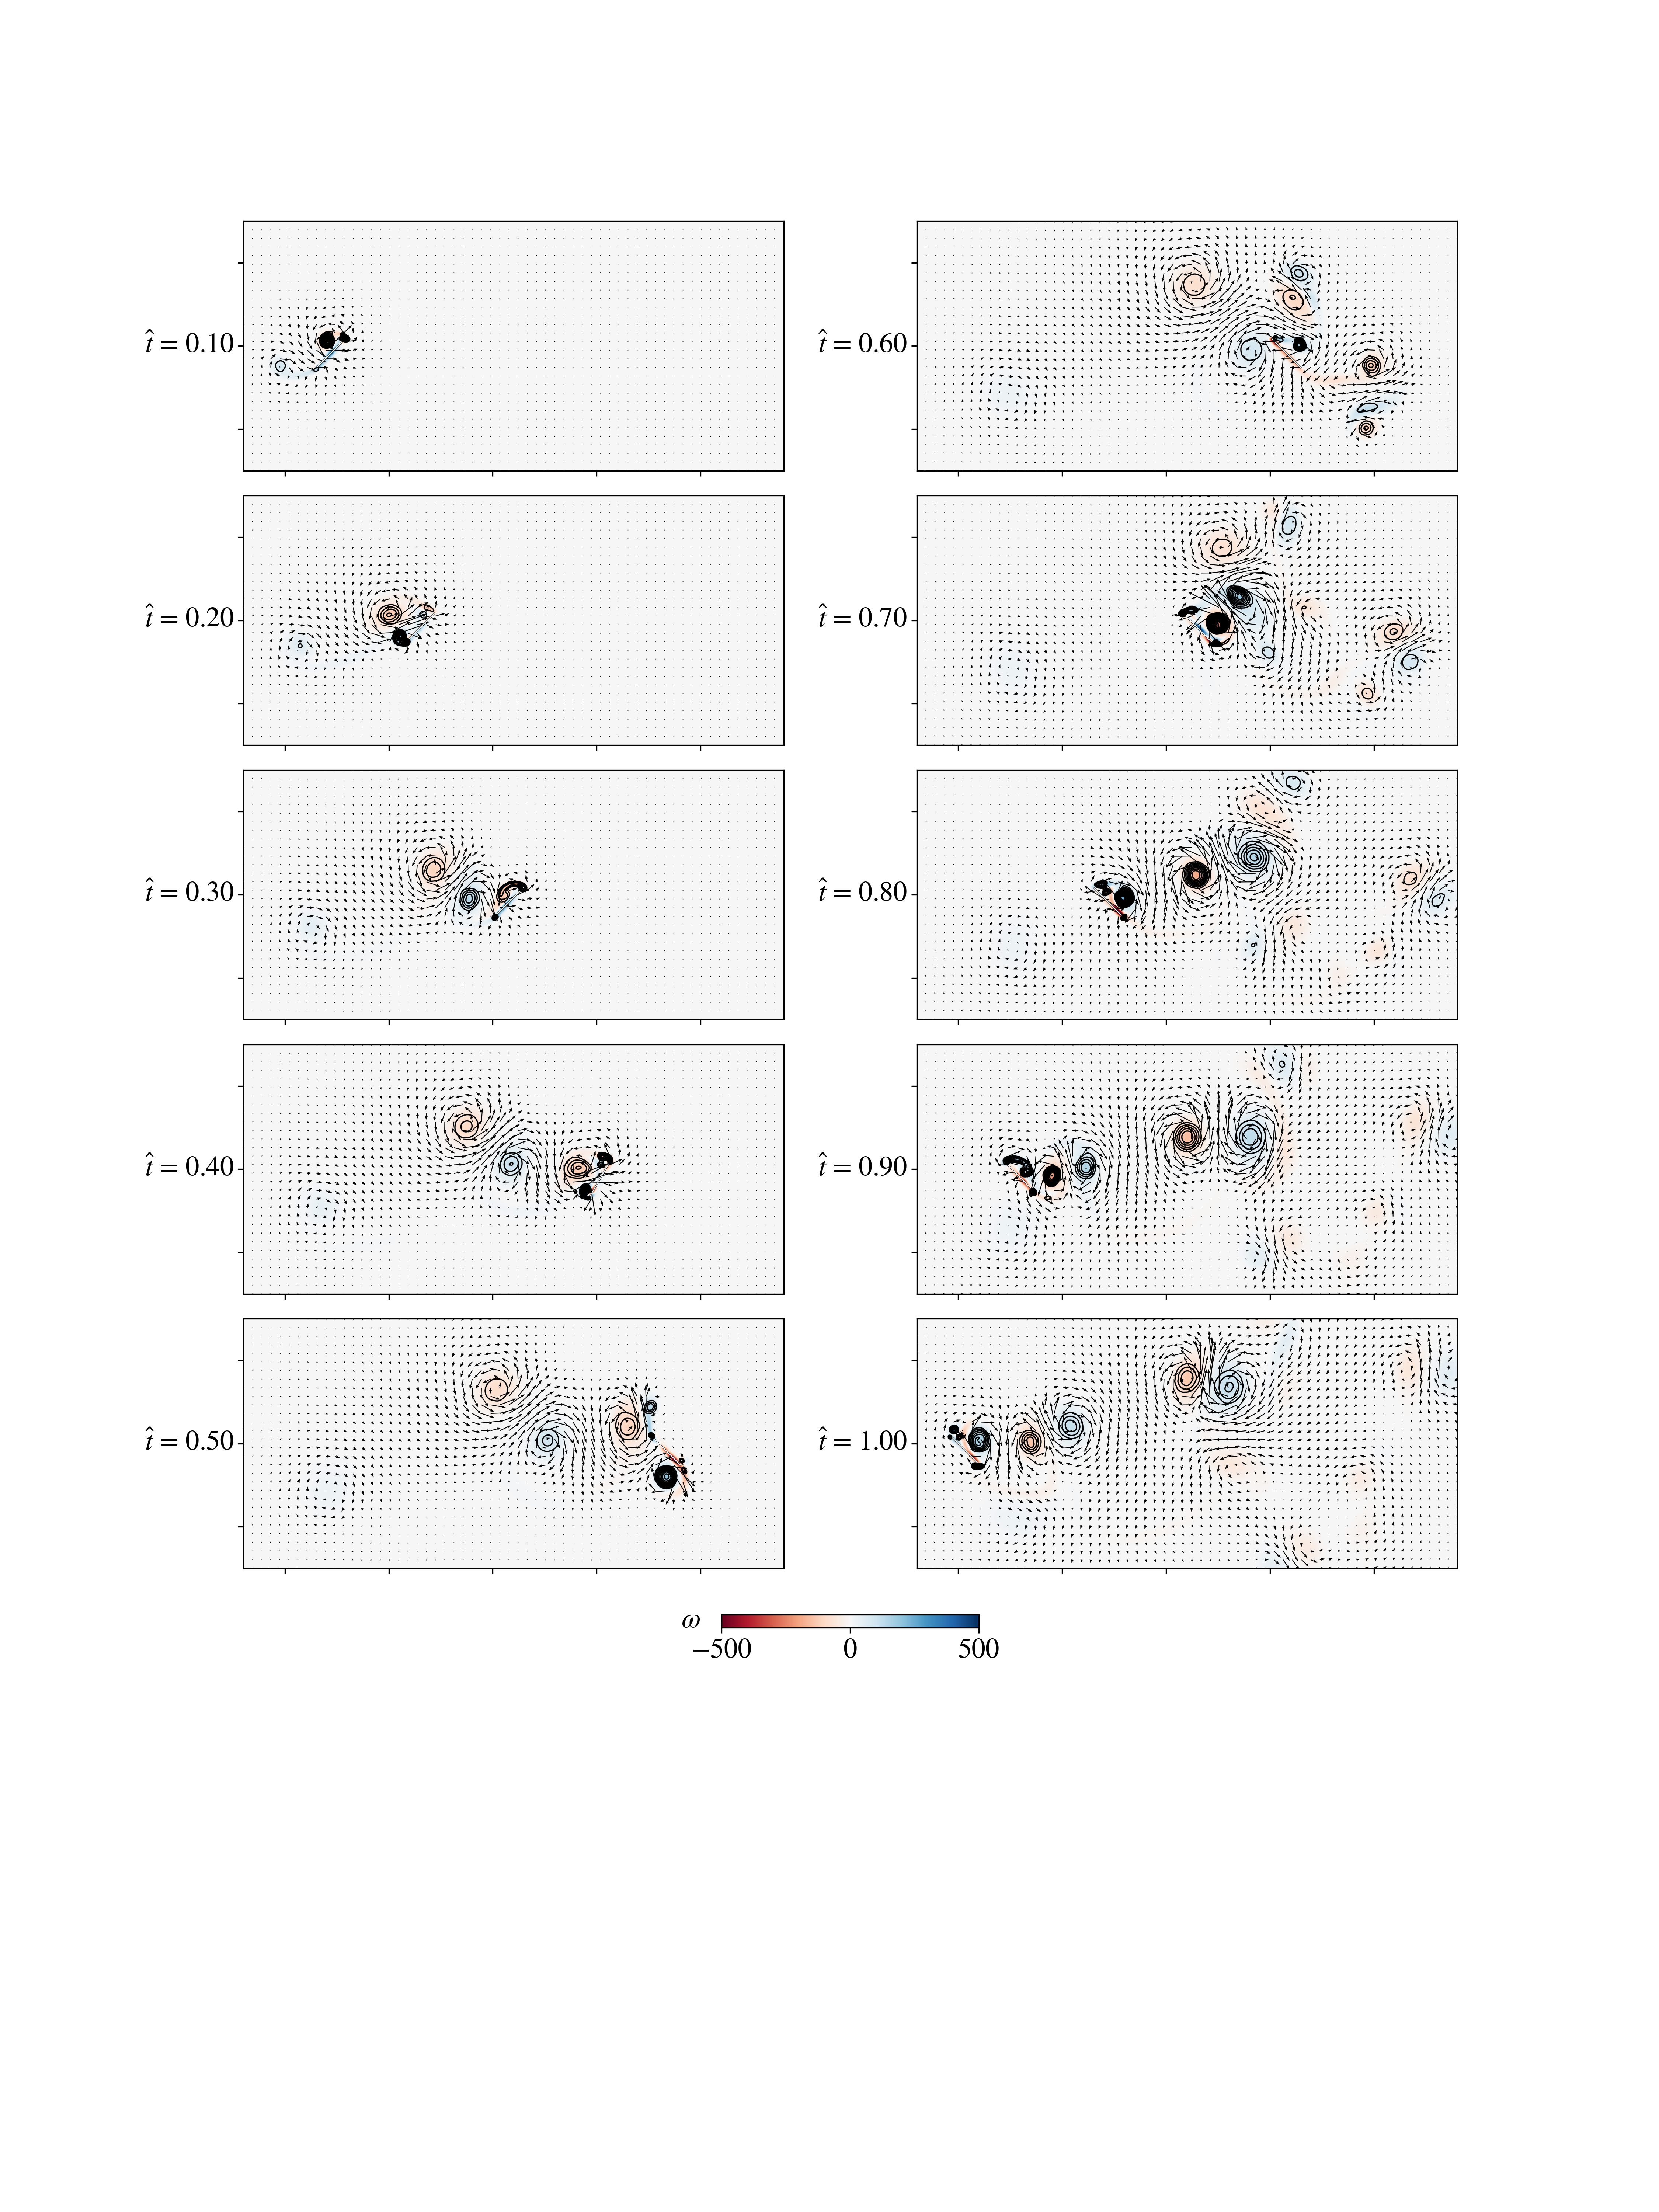 t̂ = 0.10
t̂ = 0.20
t̂ = 0.30
t̂ = 0.40
t̂ = 0.50
t̂ = 0.60
t̂ = 0.70
t̂ = 0.80
t̂ = 0.90
t̂ = 1.00
ω
−500 0 500